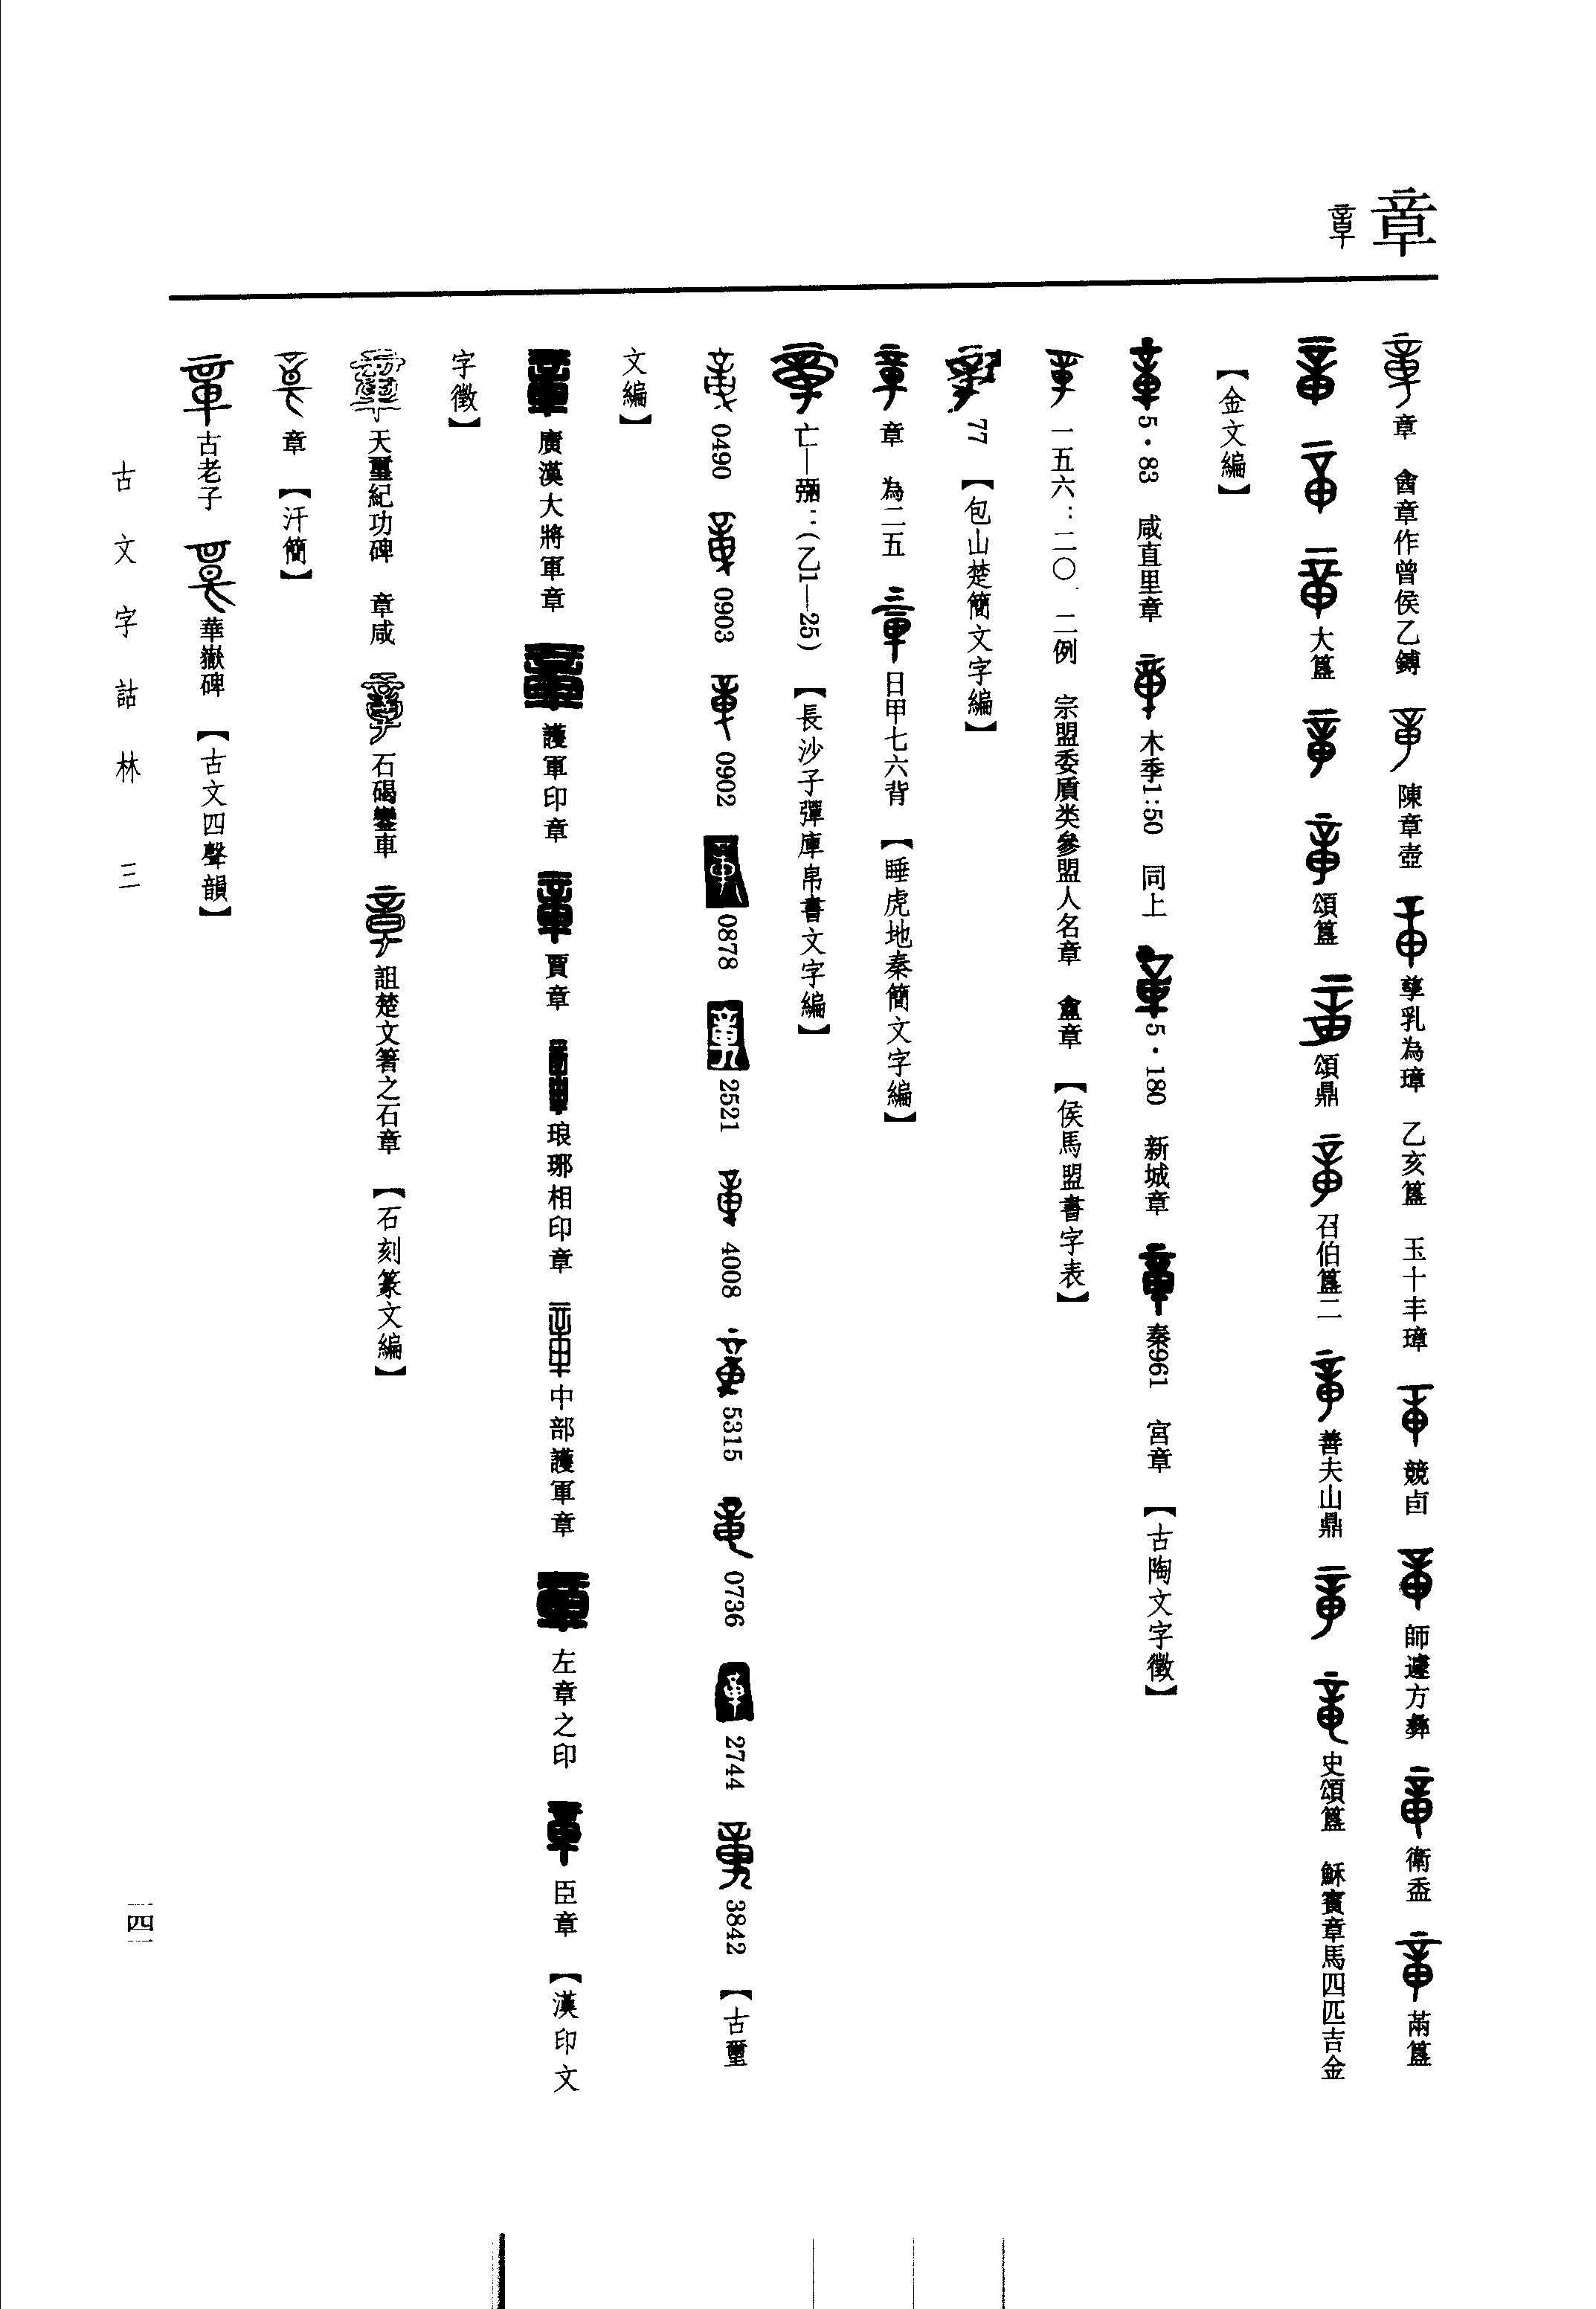 章
章 酓章作曾侯乙鎛 陳章壺 孳乳為璋 乙亥簋 玉十丰璋 競卣 師遽方彝 衛盉 㒼簋
大簋 頌簋 頌鼎 召伯簋二 善夫山鼎 史頌簋 穌賓章馬四匹吉金
【金文編】
5·83 咸直里章 木季1:50 同上 5·180 新城章 秦961 宮章 【古陶文字徵】
一五六:二〇 二例 宗盟委質类參盟人名章 盦章 【侯馬盟書字表】
77 【包山楚簡文字編】
章 為二五 日甲七六背 【睡虎地秦簡文字編】
亡—弼:(乙1—25) 【長沙子彈庫帛書文字編】
0490 0903 0902 0878 2521 4008 5315 0736 2744 3842 【古璽
文編】
廣漢大將軍章 護軍印章 賈章 琅邪相印章 中部護軍章 左章之印 臣章 【漢印文
字徵】
天璽紀功碑 章咸 石碣鑾車 詛楚文箸之石章 【石刻篆文編】
章 【汗簡】
古老子 華嶽碑 【古文四聲韻】
古文字詁林 三
一四一